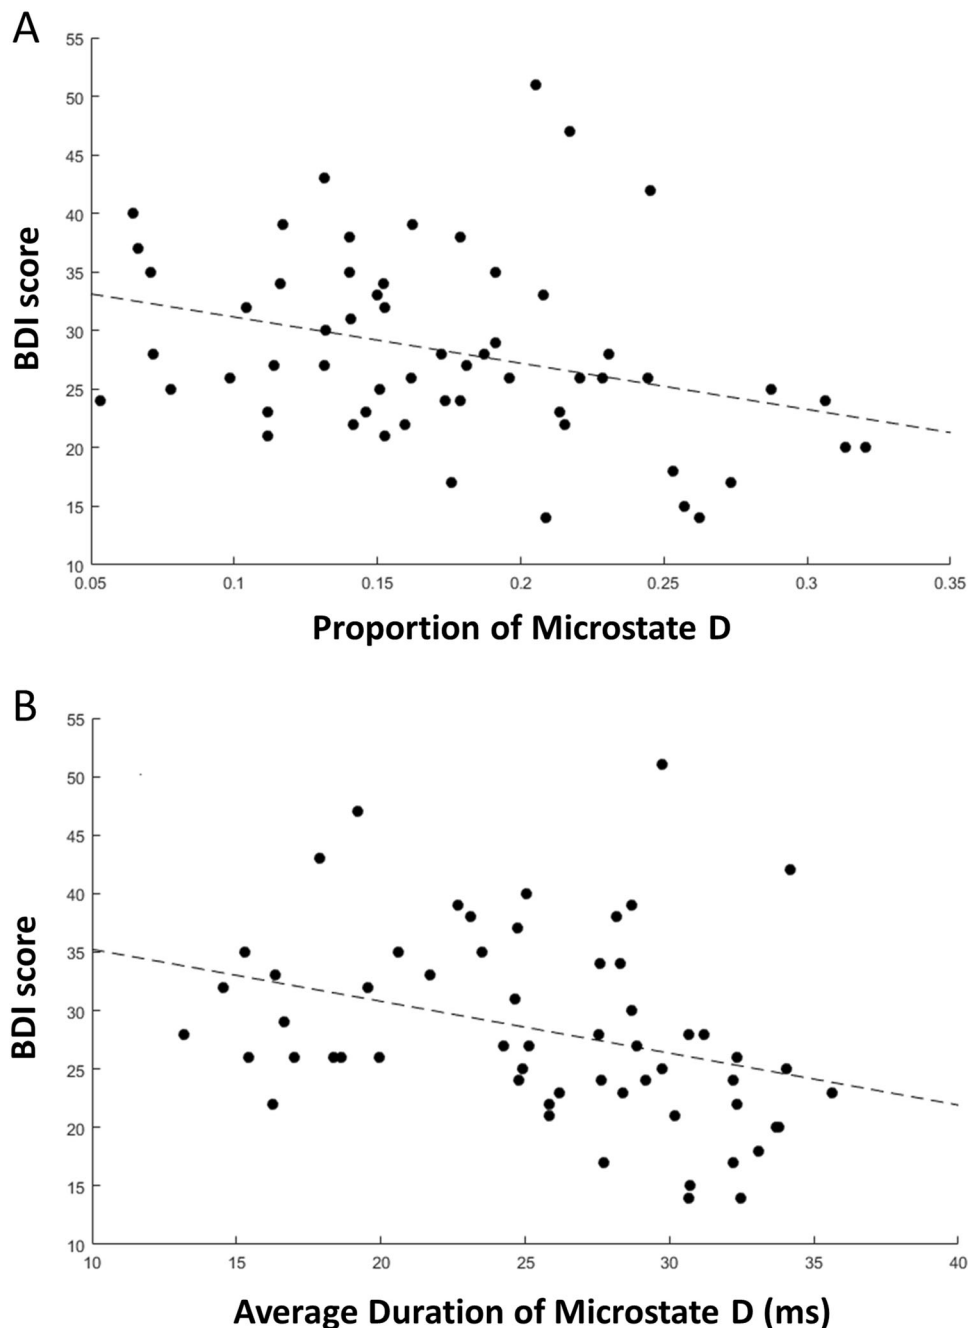 A
55
50
45
40
35
30
25
20
15
10
BDI score
0.05 0.1 0.15 0.2 0.25 0.3 0.35
Proportion of Microstate D
B
55
50
45
40
35
30
25
20
15
10
BDI score
10 15 20 25 30 35 40
Average Duration of Microstate D (ms)